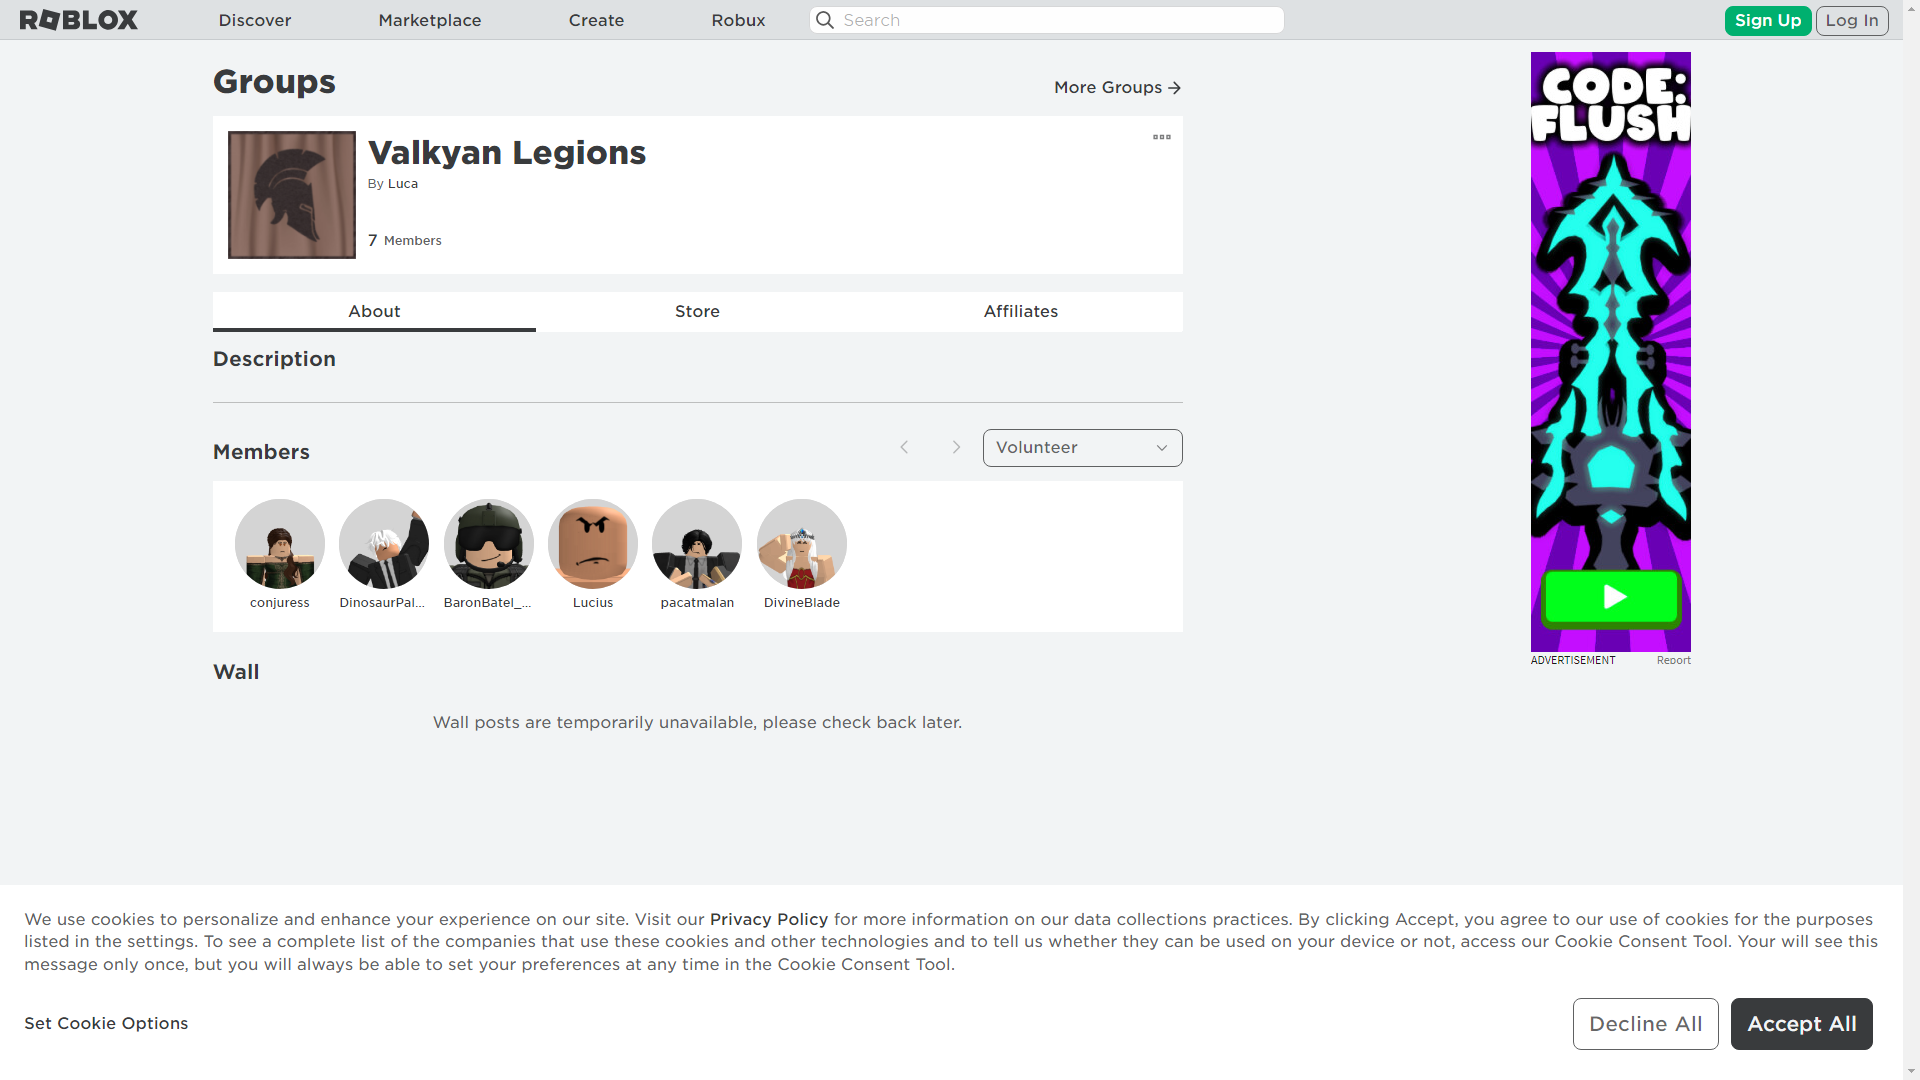 ROBLOX
Discover
Marketplace
Create
Robux
Search
Sign Up
Log In
Groups
More Groups
Valkyan Legions
By Luca
7 Members
About
Store
Affiliates
Description
Members
Volunteer
conjuress
DinosaurPal...
BaronBatel_...
Lucius
pacatmalan
DivineBlade
Wall
Wall posts are temporarily unavailable, please check back later.
CODE:
FLUSH
ADVERTISEMENT
Report
We use cookies to personalize and enhance your experience on our site. Visit our Privacy Policy for more information on our data collections practices. By clicking Accept, you agree to our use of cookies for the purposes
listed in the settings. To see a complete list of the companies that use these cookies and other technologies and to tell us whether they can be used on your device or not, access our Cookie Consent Tool. Your will see this
message only once, but you will always be able to set your preferences at any time in the Cookie Consent Tool.
Set Cookie Options
Decline All
Accept All